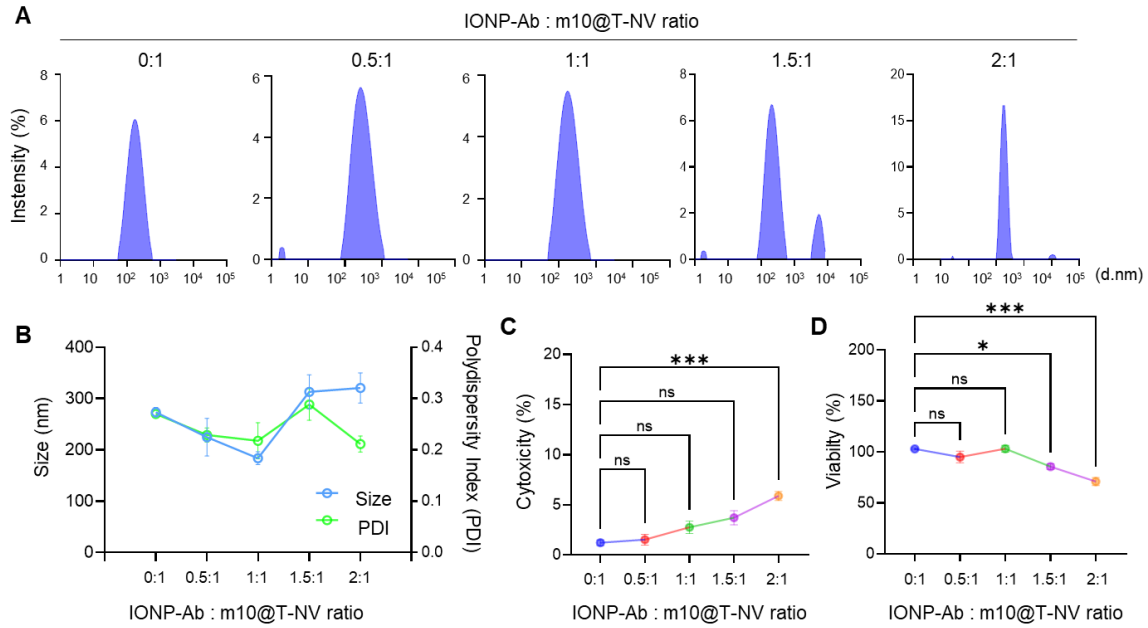 A
IONP-Ab : m10@T-NV ratio
0:1 0.5:1 1:1 1.5:1 2:1
Instensity (%)
8 6 4 2 0
1 10 10² 10³ 10⁴ 10⁵
6 4 2 0
1 10 10² 10³ 10⁴ 10⁵
6 4 2 0
1 10 10² 10³ 10⁴ 10⁵
8 6 4 2 0
1 10 10² 10³ 10⁴ 10⁵
20 15 10 5 0
1 10 10² 10³ 10⁴ 10⁵
(d.nm)
B
Size (nm)
400 300 200 100 0
Polydispersity Index (PDI)
0.4 0.3 0.2 0.1 0.0
Size
PDI
0:1 0.5:1 1:1 1.5:1 2:1
IONP-Ab : m10@T-NV ratio
C
Cytoxicity (%)
20 15 10 5 0
***
ns
ns
ns
0:1 0.5:1 1:1 1.5:1 2:1
IONP-Ab : m10@T-NV ratio
D
Viabilty (%)
200 150 100 50 0
***
*
ns
ns
0:1 0.5:1 1:1 1.5:1 2:1
IONP-Ab : m10@T-NV ratio